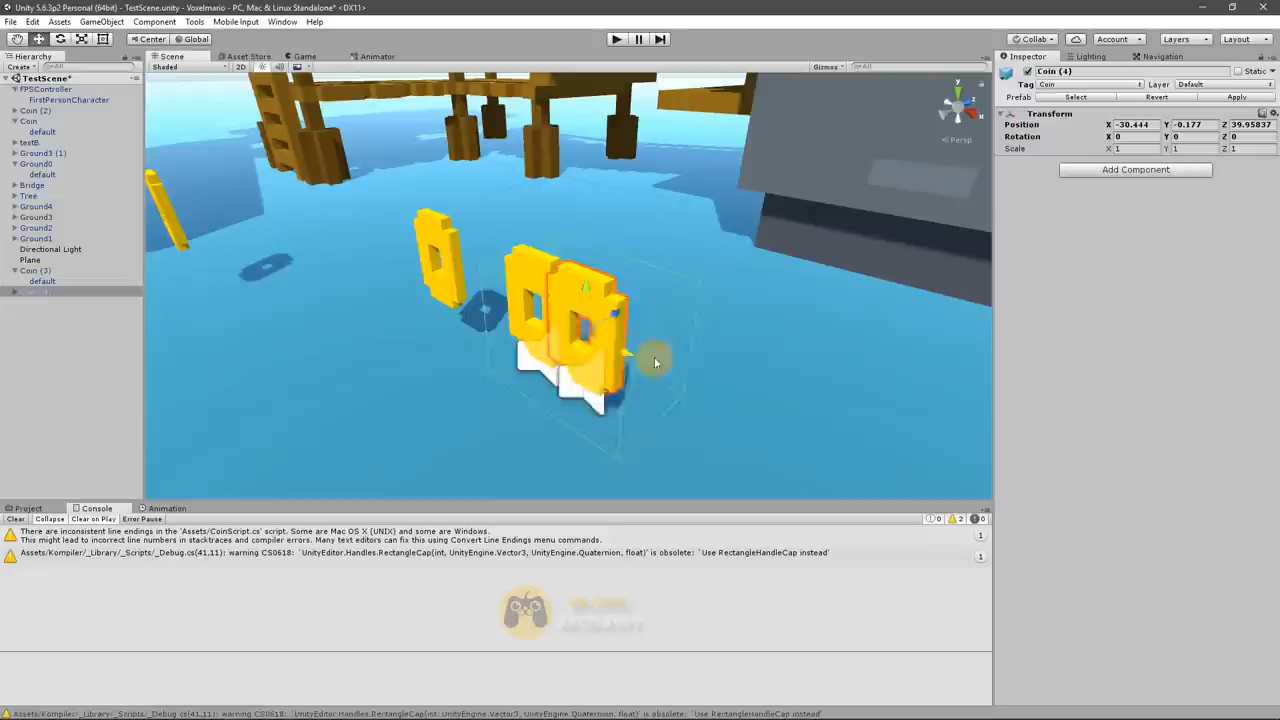 Unity 5.6.3p2 Personal (64bit) - TestScene.unity - Voxelmario - PC, Mac & Linux Standalone* <DX11>
File Edit Assets GameObject Component Tools Mobile Input Window Help
Center Global
Collab Account Layers Layout
Hierarchy
Scene Asset Store Game Animator
Inspector Lighting Navigation
Create All
Shaded 2D Gizmos All
TestScene*
FPSController
FirstPersonCharacter
Coin (2)
Coin
default
testB
Ground3 (1)
Ground0
default
Bridge
Tree
Ground4
Ground3
Ground2
Ground1
Directional Light
Plane
Coin (3)
default
y
z
x
Persp
Coin (4) Static
Tag Coin Layer Default
Prefab Select Revert Apply
Transform
Position X -30.444 Y -0.177 Z 39.95837
Rotation X 0 Y 0 Z 0
Scale X 1 Y 1 Z 1
Add Component
Project Console Animation
Clear Collapse Clear on Play Error Pause 0 2 0
There are inconsistent line endings in the 'Assets/CoinScript.cs' script. Some are Mac OS X (UNIX) and some are Windows.
This might lead to incorrect line numbers in stacktraces and compiler errors. Many text editors can fix this using Convert Line Endings menu commands.
1
Assets/Kompiler/_Library/_Scripts/_Debug.cs(41,11): warning CS0618: `UnityEditor.Handles.RectangleCap(int, UnityEngine.Vector3, UnityEngine.Quaternion, float)' is obsolete: `Use RectangleHandleCap instead'
1
Assets/Kompiler/_Library/_Scripts/_Debug.cs(41,11): warning CS0618: `UnityEditor.Handles.RectangleCap(int, UnityEngine.Vector3, UnityEngine.Quaternion, float)' is obsolete: `Use RectangleHandleCap instead'